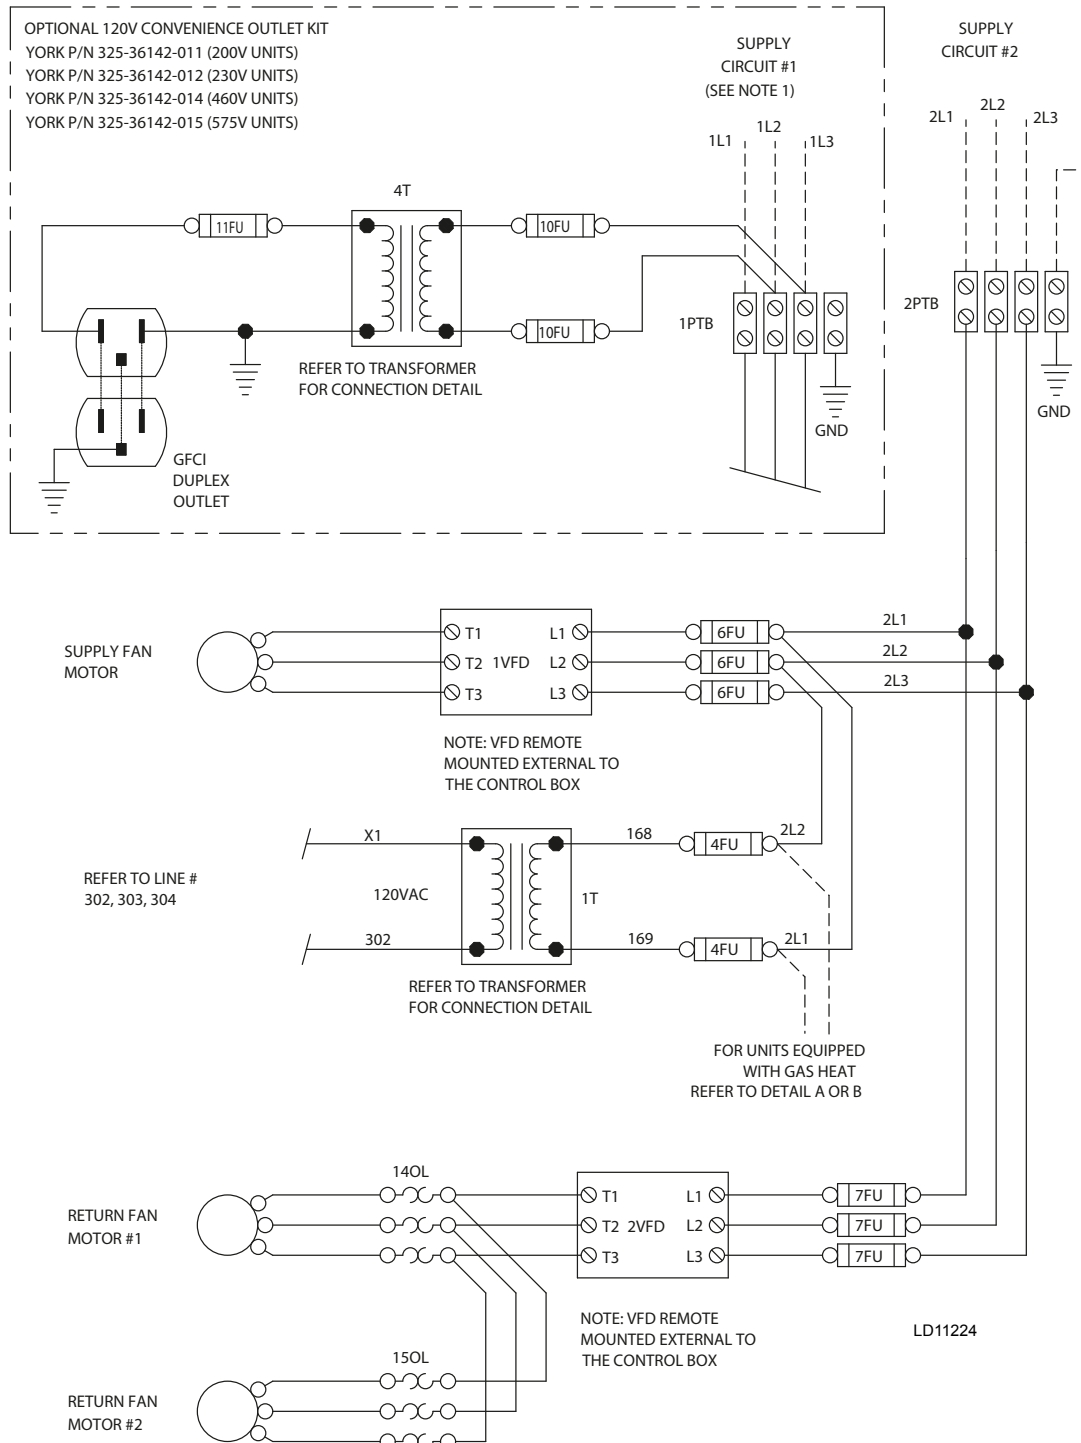 OPTIONAL 120V CONVENIENCE OUTLET KIT
YORK P/N 325-36142-011 (200V UNITS)
YORK P/N 325-36142-012 (230V UNITS)
YORK P/N 325-36142-014 (460V UNITS)
YORK P/N 325-36142-015 (575V UNITS)
SUPPLY
CIRCUIT #1
(SEE NOTE 1)
SUPPLY
CIRCUIT #2
1L1
1L2
1L3
2L1
2L2
2L3
4T
11FU
10FU
10FU
1PTB
2PTB
REFER TO TRANSFORMER
FOR CONNECTION DETAIL
GND
GND
GFCI
DUPLEX
OUTLET
SUPPLY FAN
MOTOR
T1
T2
T3
1VFD
L1
L2
L3
6FU
6FU
6FU
2L1
2L2
2L3
NOTE: VFD REMOTE
MOUNTED EXTERNAL TO
THE CONTROL BOX
REFER TO LINE #
302, 303, 304
X1
120VAC
302
1T
168
169
4FU
4FU
2L2
2L1
REFER TO TRANSFORMER
FOR CONNECTION DETAIL
FOR UNITS EQUIPPED
WITH GAS HEAT
REFER TO DETAIL A OR B
RETURN FAN
MOTOR #1
14OL
T1
T2
T3
2VFD
L1
L2
L3
7FU
7FU
7FU
NOTE: VFD REMOTE
MOUNTED EXTERNAL TO
THE CONTROL BOX
LD11224
RETURN FAN
MOTOR #2
15OL